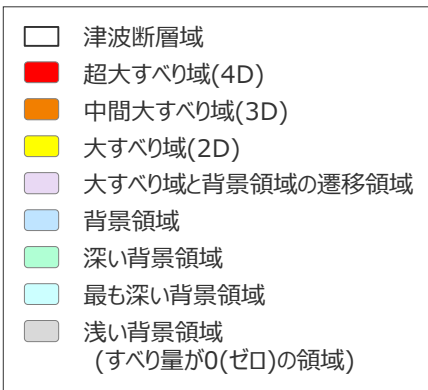 津波断層域
超大すべり域(4D)
中間大すべり域(3D)
大すべり域(2D)
大すべり域と背景領域の遷移領域
背景領域
深い背景領域
最も深い背景領域
浅い背景領域
(すべり量が0(ゼロ)の領域)